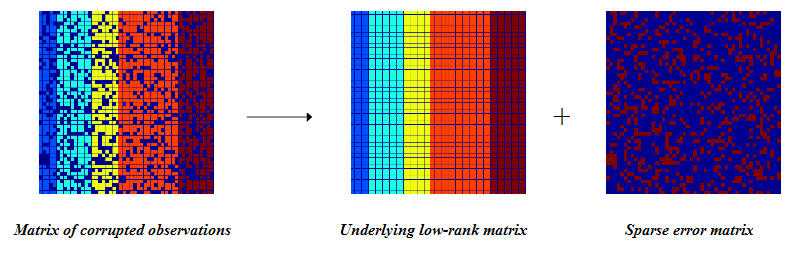 Matrix of corrupted observations
Underlying low-rank matrix
+
Sparse error matrix